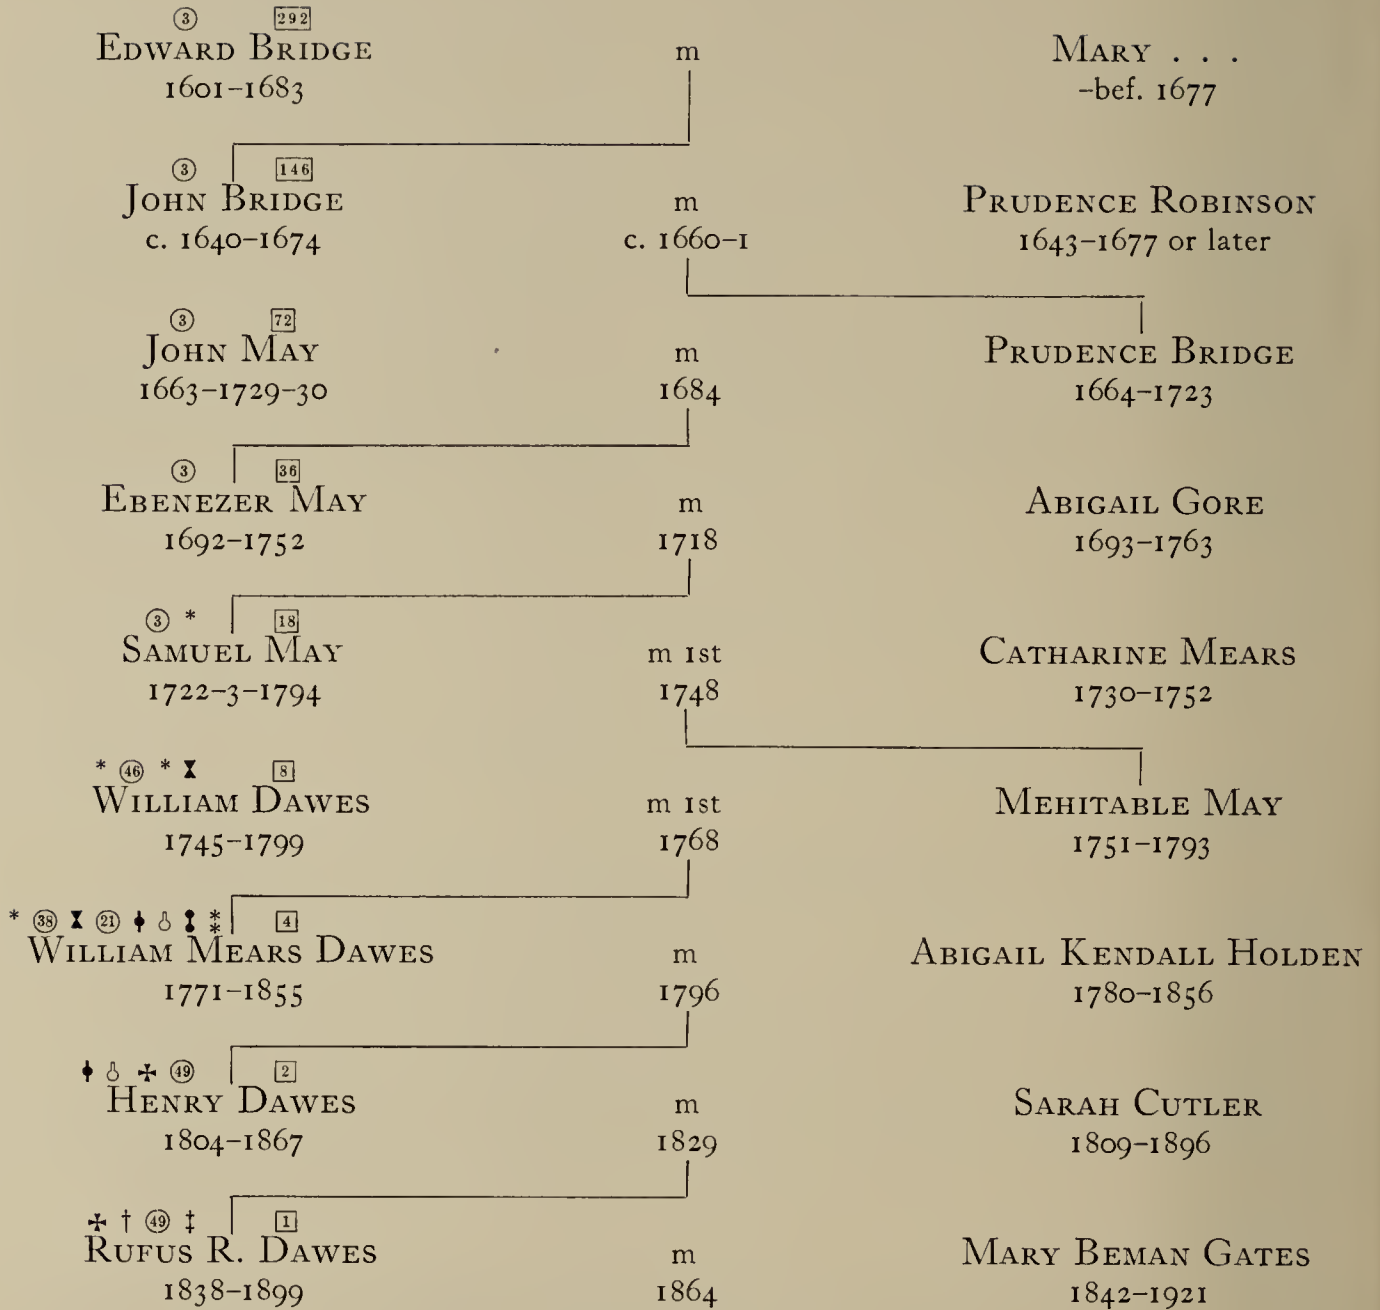 ③ 292
EDWARD BRIDGE m MARY . . .
1601–1683 –bef. 1677
③ 146
JOHN BRIDGE m PRUDENCE ROBINSON
c. 1640–1674 c. 1660–1 1643–1677 or later
③ 72
JOHN MAY m PRUDENCE BRIDGE
1663–1729–30 1684 1664–1723
③ 36
EBENEZER MAY m ABIGAIL GORE
1692–1752 1718 1693–1763
③ * 18
SAMUEL MAY m 1st CATHARINE MEARS
1722–3–1794 1748 1730–1752
* ㊻ * ⧗ 8
WILLIAM DAWES m 1st MEHITABLE MAY
1745–1799 1768 1751–1793
* ㊳ ⧗ ㉑ ⁑ 4
WILLIAM MEARS DAWES m ABIGAIL KENDALL HOLDEN
1771–1855 1796 1780–1856
✠ ㊾ 2
HENRY DAWES m SARAH CUTLER
1804–1867 1829 1809–1896
✠ † ㊾ ‡ 1
RUFUS R. DAWES m MARY BEMAN GATES
1838–1899 1864 1842–1921